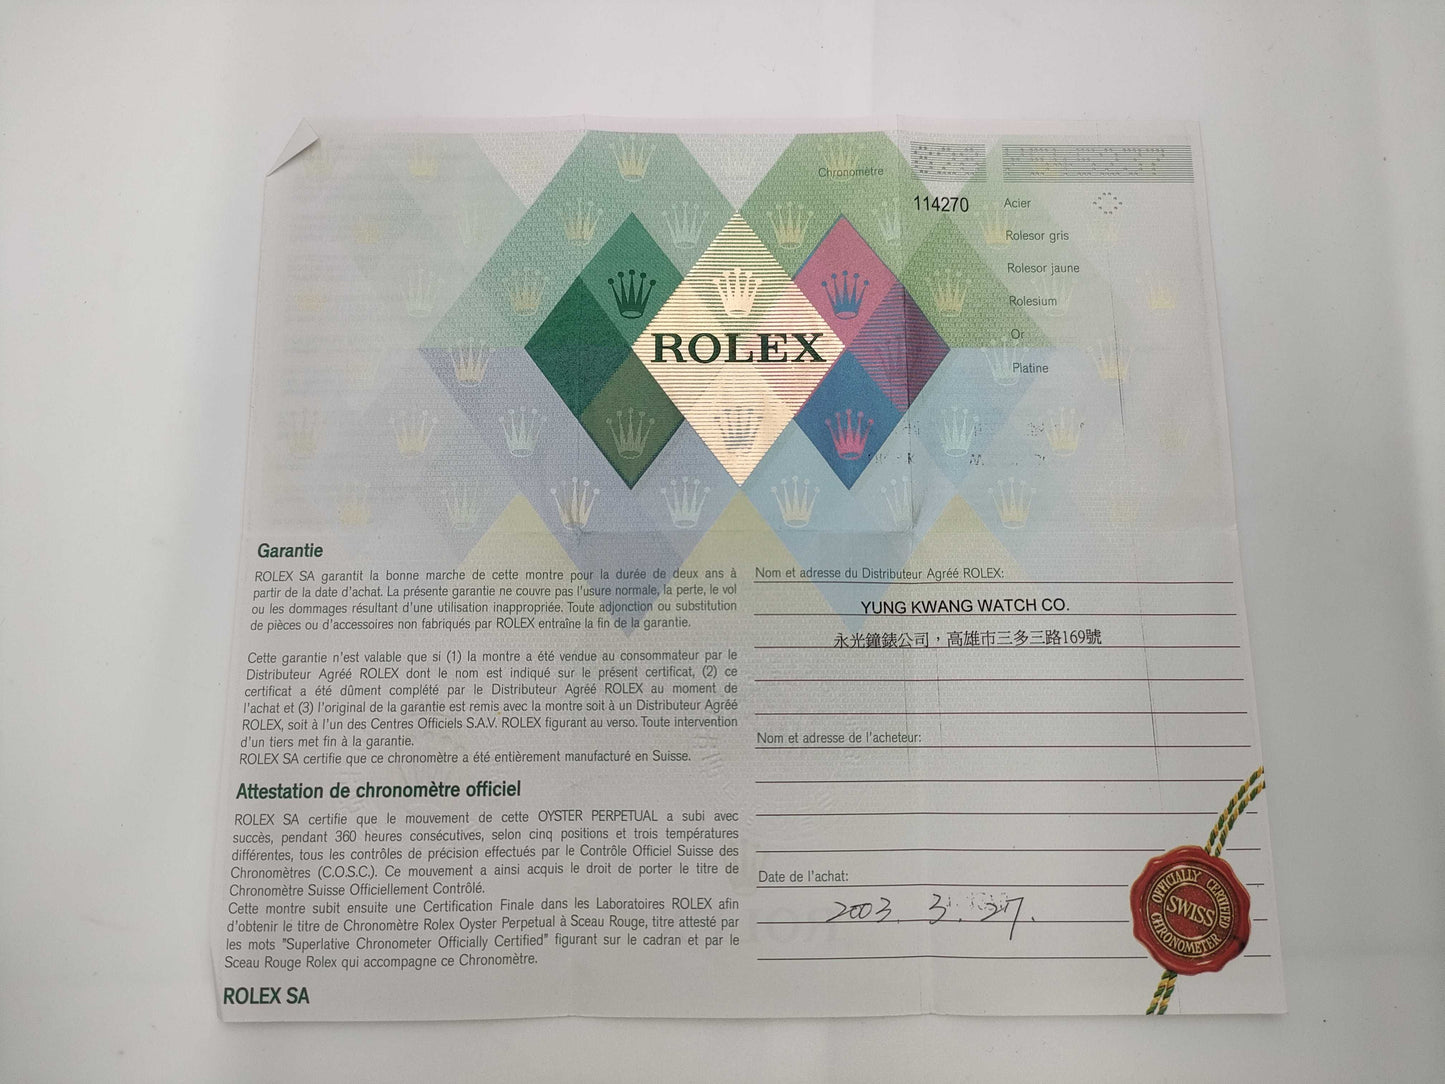 Chronomètre
114270
Acier
Rolesor gris
Rolesor jaune
Rolesium
Or
Platine
ROLEX
Garantie
ROLEX SA garantit la bonne marche de cette montre pour la durée de deux ans à
partir de la date d'achat. La présente garantie ne couvre pas l'usure normale, la perte, le vol
ou les dommages résultant d'une utilisation inappropriée. Toute adjonction ou substitution
de pièces ou d'accessoires non fabriqués par ROLEX entraîne la fin de la garantie.
Cette garantie n'est valable que si (1) la montre a été vendue au consommateur par le
Distributeur Agréé ROLEX dont le nom est indiqué sur le présent certificat, (2) ce
certificat a été dûment complété par le Distributeur Agréé ROLEX au moment de
l'achat et (3) l'original de la garantie est remis avec la montre soit à un Distributeur Agréé
ROLEX, soit à l'un des Centres Officiels S.A.V. ROLEX figurant au verso. Toute intervention
d'un tiers met fin à la garantie.
ROLEX SA certifie que ce chronomètre a été entièrement manufacturé en Suisse.
Attestation de chronomètre officiel
ROLEX SA certifie que le mouvement de cette OYSTER PERPETUAL a subi avec
succès, pendant 360 heures consécutives, selon cinq positions et trois températures
différentes, tous les contrôles de précision effectués par le Contrôle Officiel Suisse des
Chronomètres (C.O.S.C.). Ce mouvement a ainsi acquis le droit de porter le titre de
Chronomètre Suisse Officiellement Contrôlé.
Cette montre subit ensuite une Certification Finale dans les Laboratoires ROLEX afin
d'obtenir le titre de Chronomètre Rolex Oyster Perpetual à Sceau Rouge, titre attesté par
les mots "Superlative Chronometer Officially Certified" figurant sur le cadran et par le
Sceau Rouge Rolex qui accompagne ce Chronomètre.
ROLEX SA
Nom et adresse du Distributeur Agréé ROLEX:
YUNG KWANG WATCH CO.
永光鐘錶公司，高雄市三多三路169號
Nom et adresse de l'acheteur:
Date de l'achat:
2003. 3. 27.
OFFICIALLY CERTIFIED
SWISS
CHRONOMETER